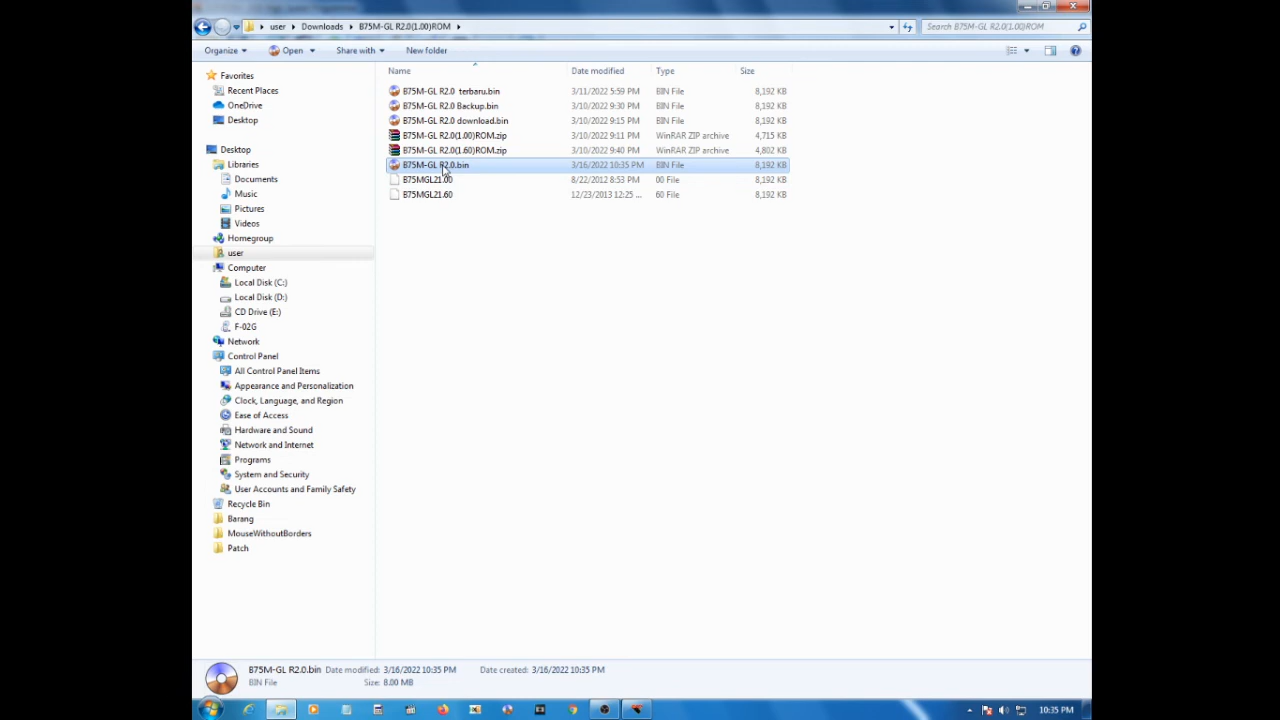 user ▸ Downloads ▸ B75M-GL R2.0(1.00)ROM ▸
Search B75M-GL R2.0(1.00)ROM
Organize Open Share with New folder
Name Date modified Type Size
B75M-GL R2.0 terbaru.bin 3/11/2022 5:59 PM BIN File 8,192 KB
B75M-GL R2.0 Backup.bin 3/10/2022 9:30 PM BIN File 8,192 KB
B75M-GL R2.0 download.bin 3/10/2022 9:15 PM BIN File 8,192 KB
B75M-GL R2.0(1.00)ROM.zip 3/10/2022 9:11 PM WinRAR ZIP archive 4,715 KB
B75M-GL R2.0(1.60)ROM.zip 3/10/2022 9:40 PM WinRAR ZIP archive 4,802 KB
B75M-GL R2.0.bin 3/16/2022 10:35 PM BIN File 8,192 KB
B75MGL21.00 8/22/2012 8:53 PM 00 File 8,192 KB
B75MGL21.60 12/23/2013 12:25 ... 60 File 8,192 KB
Favorites
Recent Places
OneDrive
Desktop
Desktop
Libraries
Documents
Music
Pictures
Videos
Homegroup
user
Computer
Local Disk (C:)
Local Disk (D:)
CD Drive (E:)
F-02G
Network
Control Panel
All Control Panel Items
Appearance and Personalization
Clock, Language, and Region
Ease of Access
Hardware and Sound
Network and Internet
Programs
System and Security
User Accounts and Family Safety
Recycle Bin
Barang
MouseWithoutBorders
Patch
B75M-GL R2.0.bin Date modified: 3/16/2022 10:35 PM Date created: 3/16/2022 10:35 PM
BIN File Size: 8.00 MB
10:35 PM